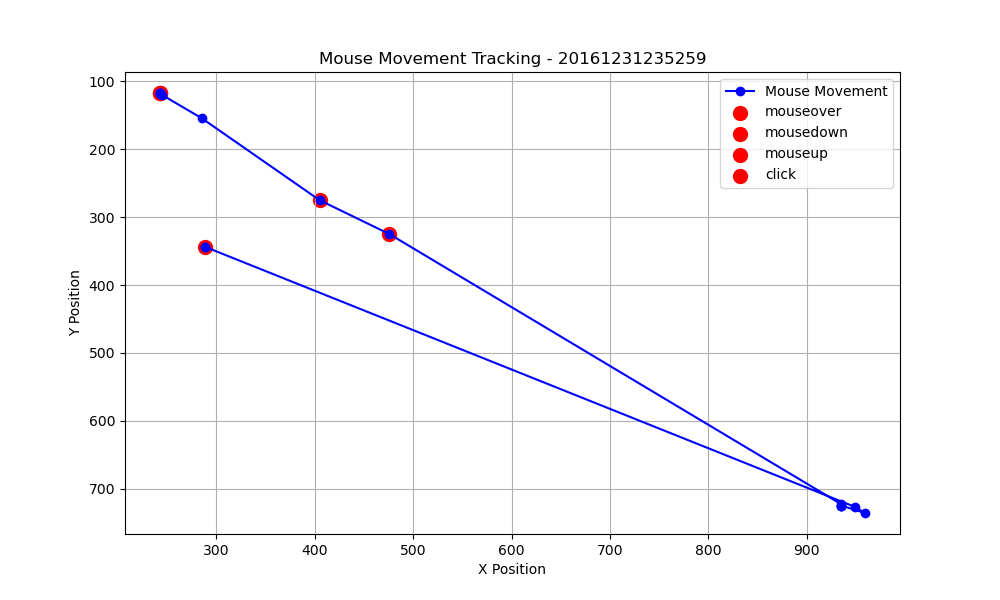 Mouse Movement Tracking - 20161231235259
100
200
300
400
500
600
700
Y Position
Mouse Movement
mouseover
mousedown
mouseup
click
300 400 500 600 700 800 900
X Position